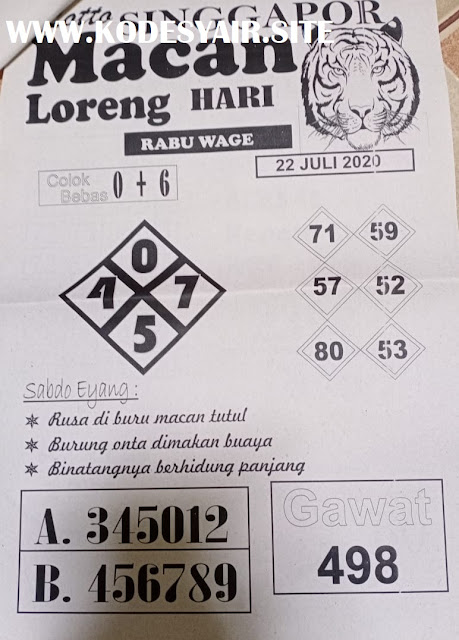 otto SINGGAPOR
WWW.KODESYAIR.SITE
Macan
Loreng HARI
RABU WAGE
22 JULI 2020
Colok Bebas 0 + 6
0
4 7
5
71 59
57 52
80 53
Sabdo Eyang :
Rusa di buru macan tutul
Burung onta dimakan buaya
Binatangnya berhidung panjang
A. 345012
B. 456789
Gawat
498